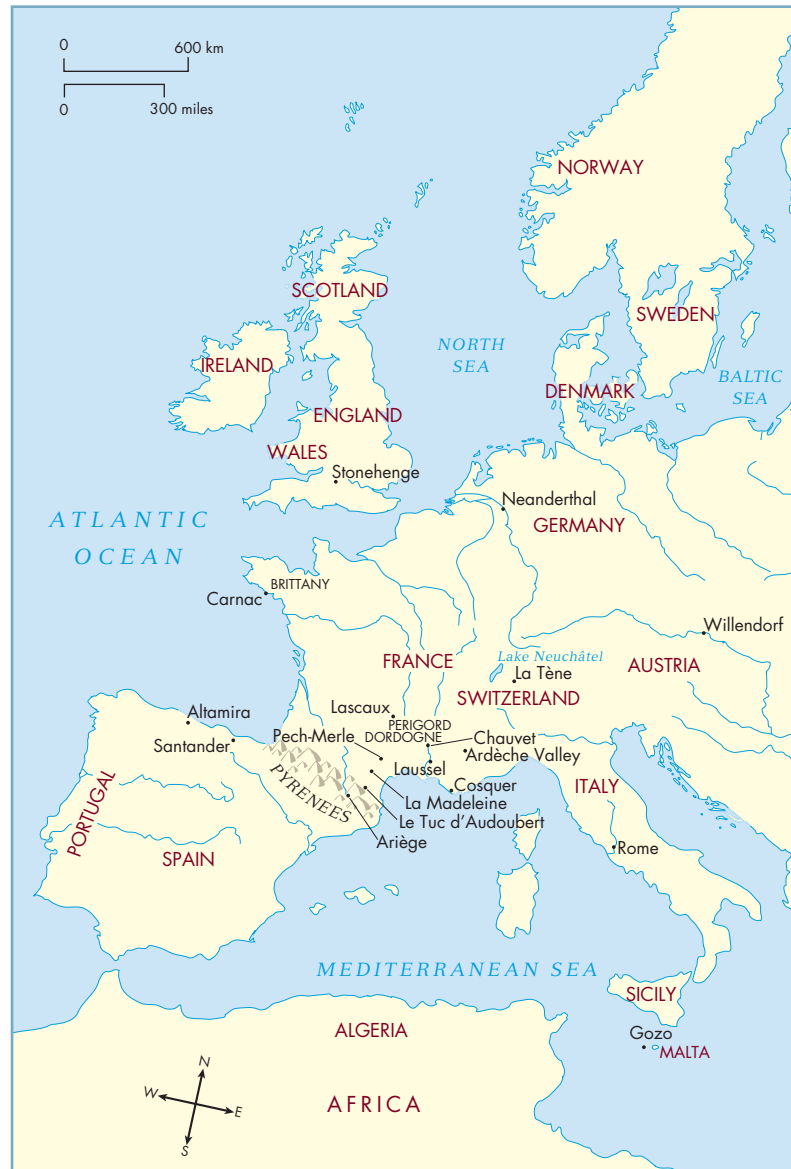 0 600 km
0 300 miles
NORWAY
SCOTLAND
SWEDEN
NORTH
SEA
IRELAND
BALTIC
SEA
DENMARK
ENGLAND
WALES
Stonehenge
Neanderthal
GERMANY
ATLANTIC
OCEAN
BRITTANY
Carnac
Willendorf
Lake Neuchâtel
FRANCE
AUSTRIA
La Tène
SWITZERLAND
Lascaux
Altamira
PERIGORD
DORDOGNE
Pech-Merle
Chauvet
Santander
Ardèche Valley
Laussel
PYRENEES
Cosquer
ITALY
La Madeleine
PORTUGAL
Le Tuc d'Audoubert
Ariège
Rome
SPAIN
MEDITERRANEAN SEA
SICILY
Gozo
MALTA
ALGERIA
N
W
E
S
AFRICA